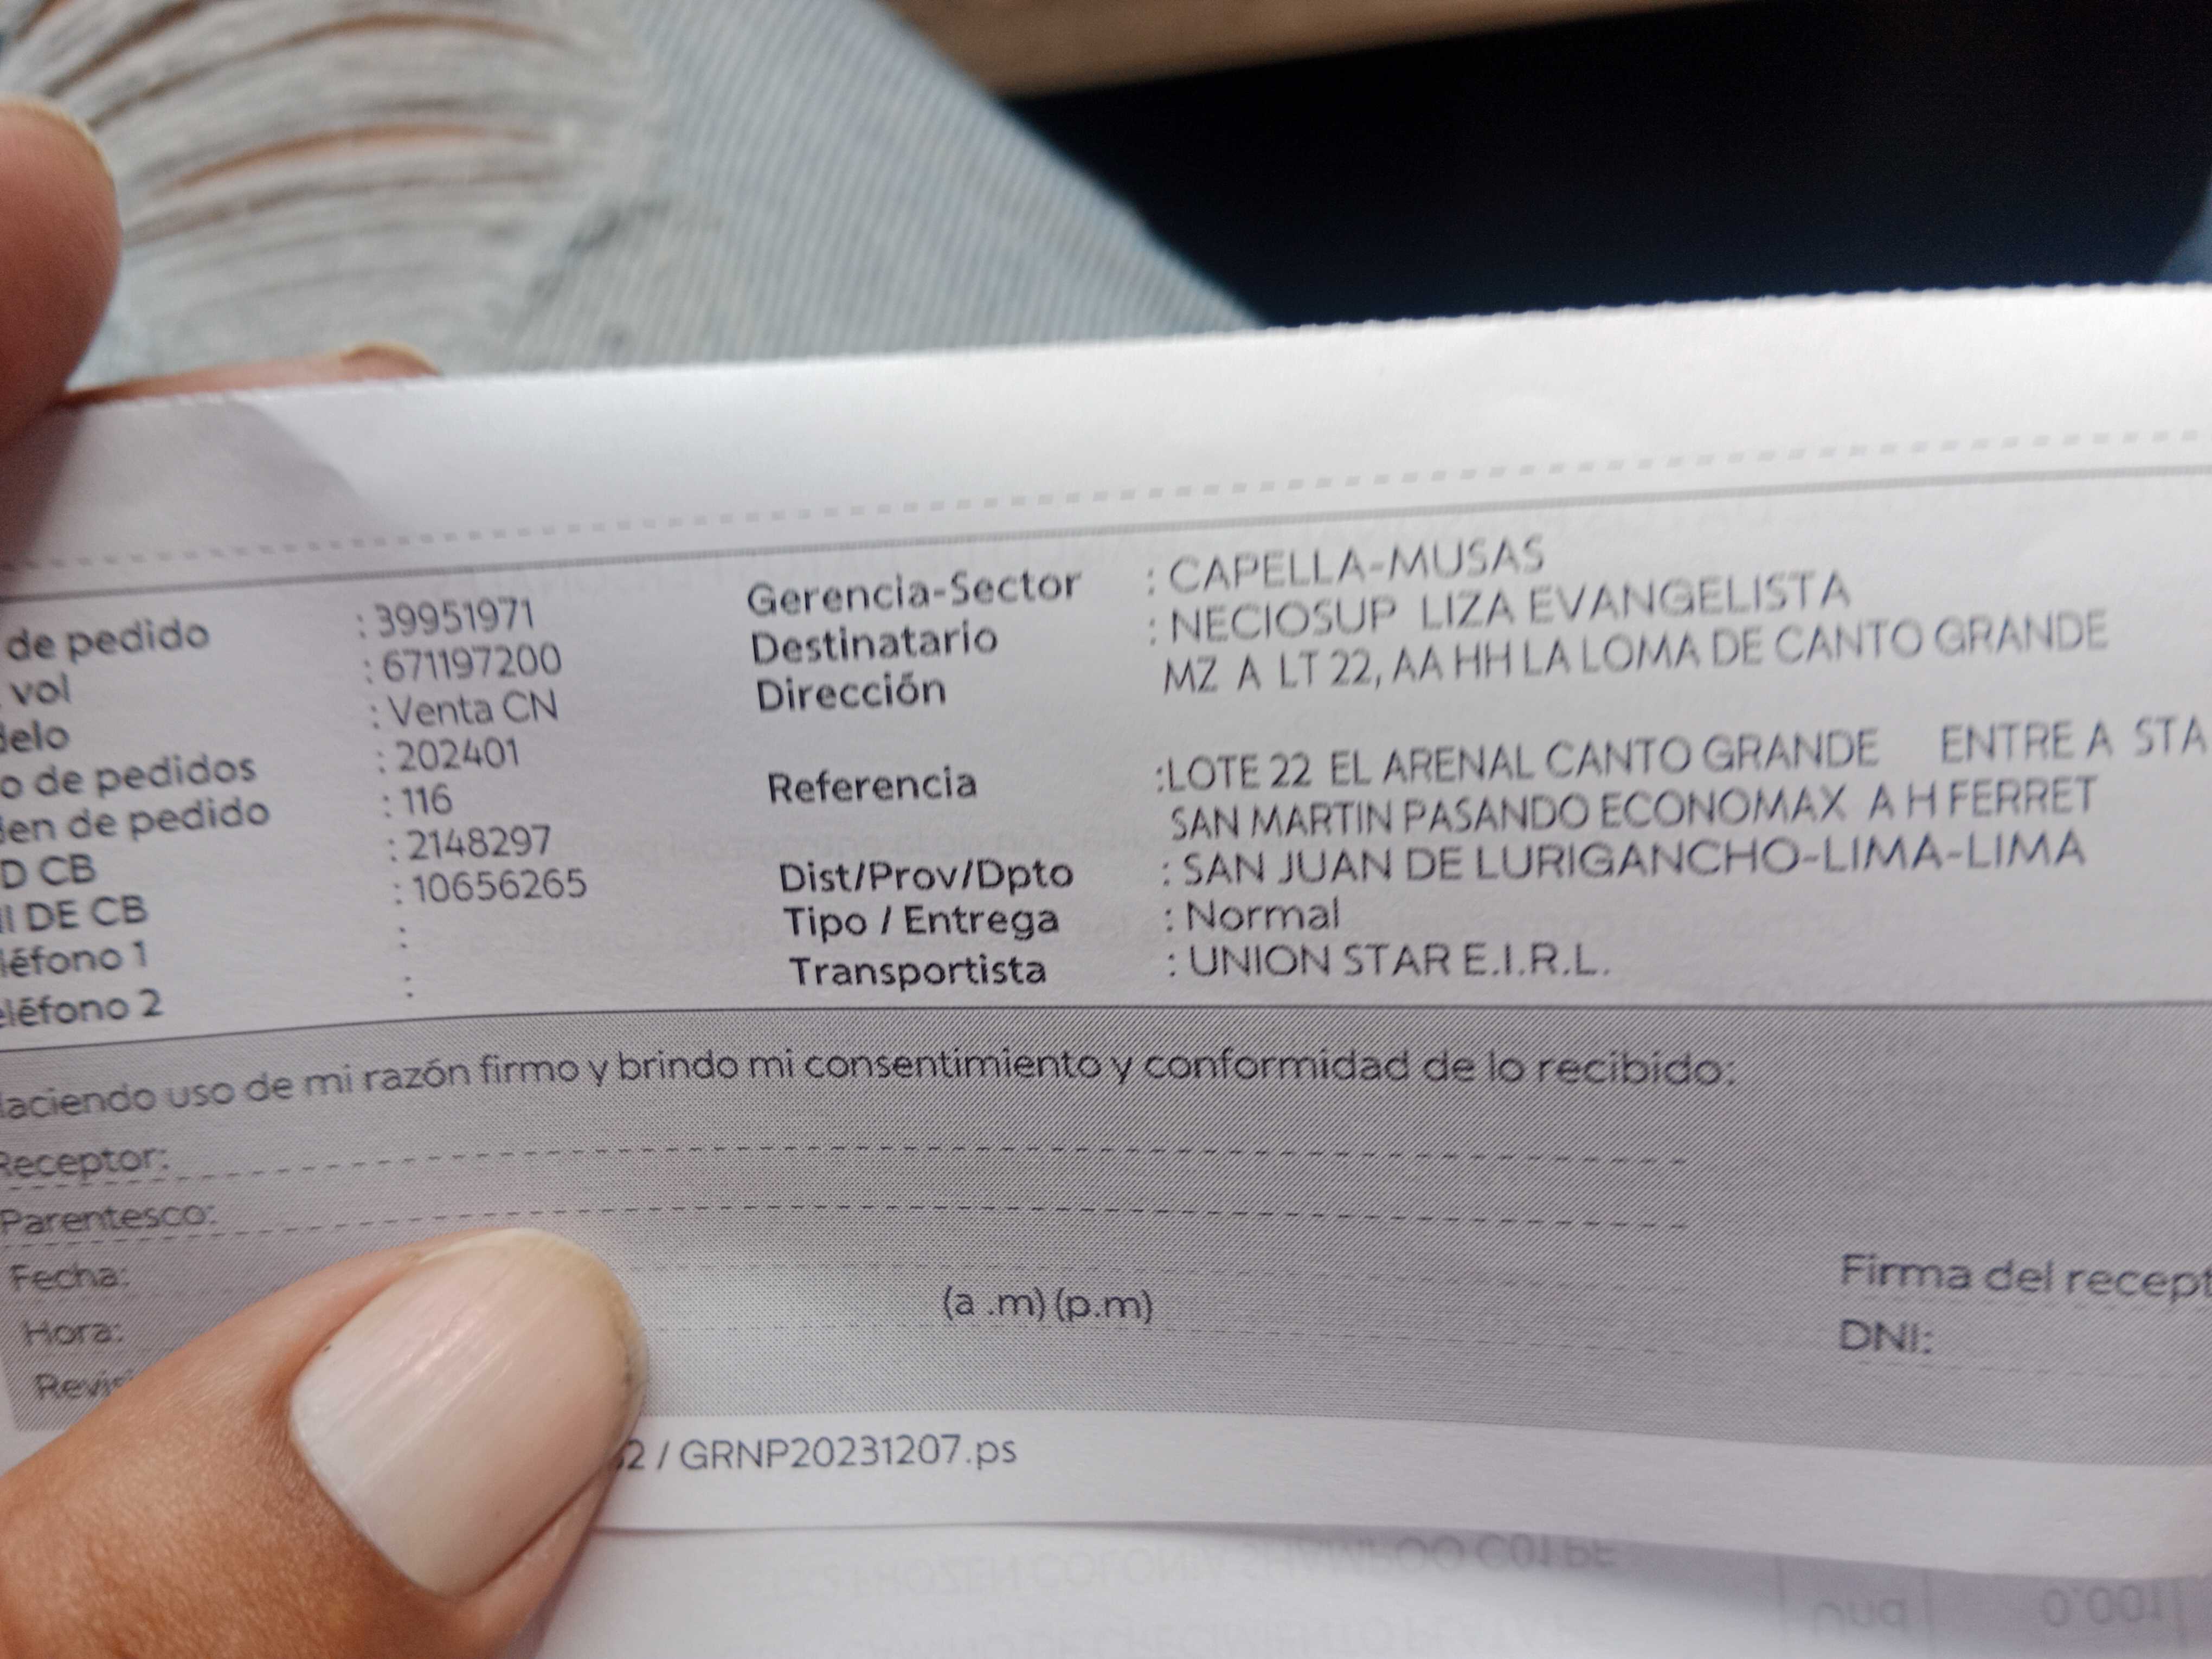 de pedido : 39951971
vol : 671197200
delo : Venta CN
o de pedidos : 202401
den de pedido : 116
D CB : 2148297
II DE CB : 10656265
léfono 1 :
eléfono 2 :
Gerencia-Sector : CAPELLA-MUSAS
Destinatario : NECIOSUP LIZA EVANGELISTA
Dirección MZ A LT 22, AA HH LA LOMA DE CANTO GRANDE
Referencia :LOTE 22 EL ARENAL CANTO GRANDE ENTRE A STA
SAN MARTIN PASANDO ECONOMAX A H FERRET
Dist/Prov/Dpto : SAN JUAN DE LURIGANCHO-LIMA-LIMA
Tipo / Entrega : Normal
Transportista : UNION STAR E.I.R.L.
Haciendo uso de mi razón firmo y brindo mi consentimiento y conformidad de lo recibido:
Receptor:
Parentesco:
Fecha:
Hora: (a .m) (p.m)
Revis
Firma del recept
DNI:
2 / GRNP20231207.ps